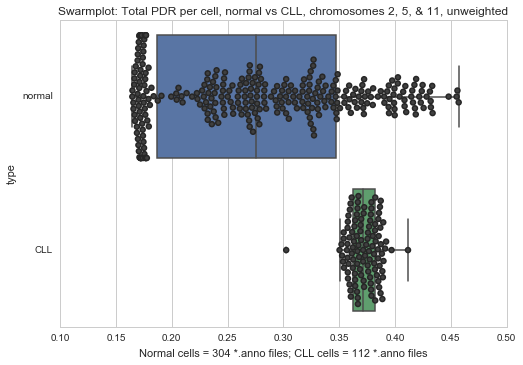 Swarmplot: Total PDR per cell, normal vs CLL, chromosomes 2, 5, & 11, unweighted
normal
type
CLL
0.10 0.15 0.20 0.25 0.30 0.35 0.40 0.45 0.50
Normal cells = 304 *.anno files; CLL cells = 112 *.anno files